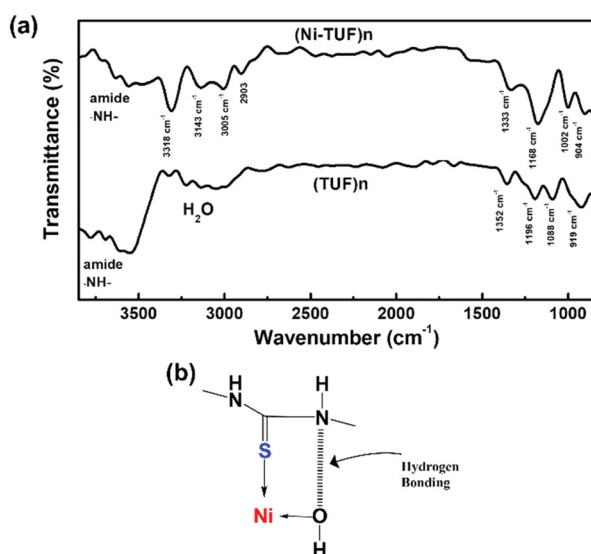 (a)
Transmittance (%)
(Ni-TUF)n
amide
-NH-
3318 cm⁻¹
3143 cm⁻¹
3005 cm⁻¹
2903
1333 cm⁻¹
1168 cm⁻¹
1002 cm⁻¹
904 cm⁻¹
(TUF)n
H₂O
amide
-NH-
1352 cm⁻¹
1196 cm⁻¹
1088 cm⁻¹
919 cm⁻¹
3500 3000 2500 2000 1500 1000
Wavenumber (cm⁻¹)
(b)
H
N
H
N
S
Hydrogen
Bonding
Ni
O
H